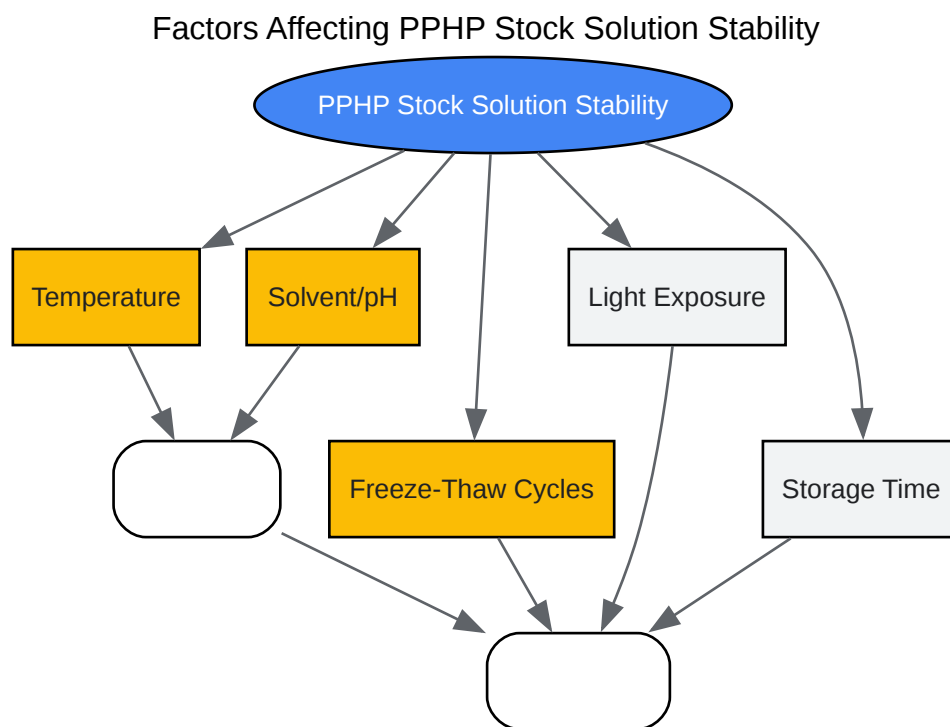 Factors Affecting PPHP Stock Solution Stability
PPHP Stock Solution Stability
Temperature
Solvent/pH
Light Exposure
Freeze-Thaw Cycles
Storage Time